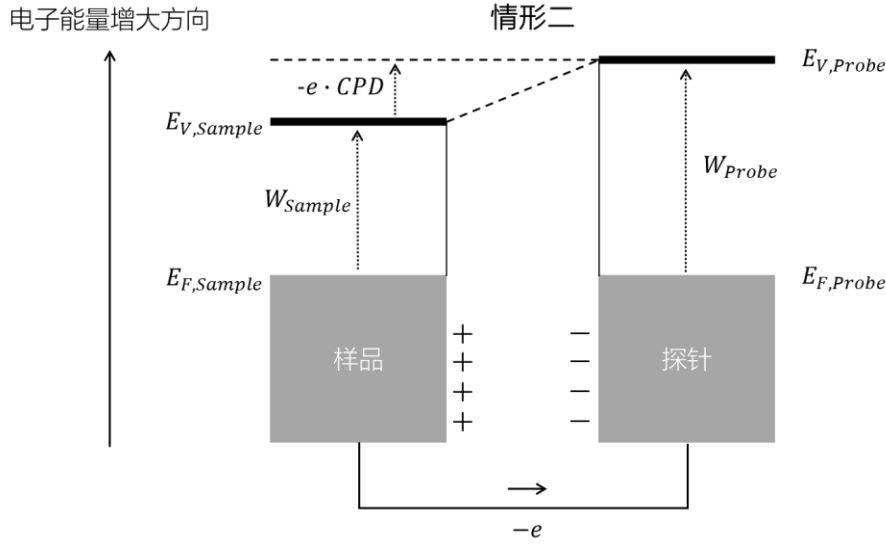 电子能量增大方向
情形二
E_{V,Probe}
-e · CPD
E_{V,Sample}
W_{Probe}
W_{Sample}
E_{F,Sample}
E_{F,Probe}
样品
探针
+
+
+
+
−
−
−
−
−e